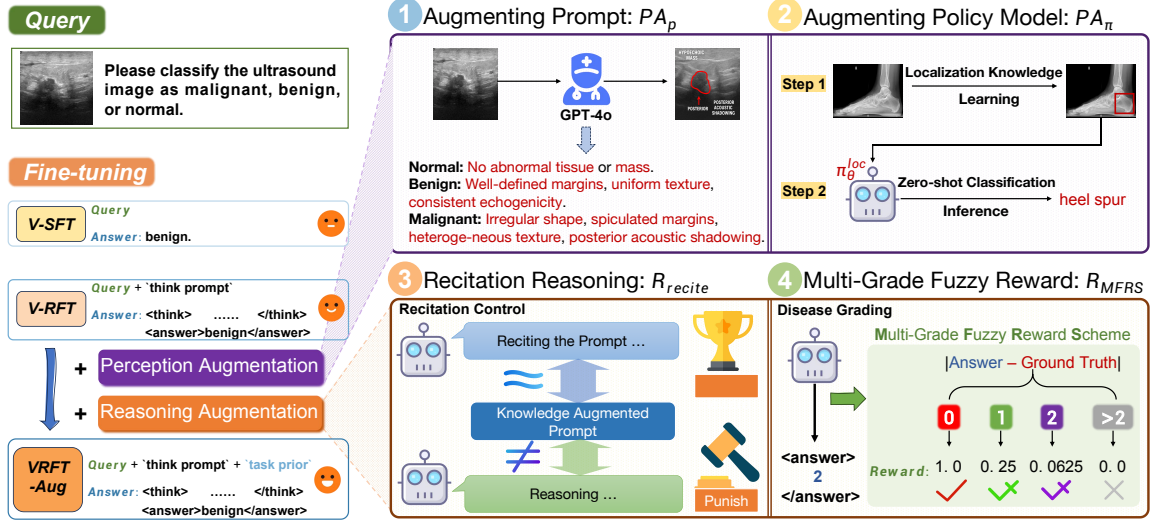 Query
Please classify the ultrasound
image as malignant, benign,
or normal.
Fine-tuning
V-SFT
Query
Answer: benign.
V-RFT
Query + `think prompt`
Answer: <think> ...... </think>
<answer>benign</answer>
+ Perception Augmentation
+ Reasoning Augmentation
VRFT
-Aug
Query + `think prompt` + `task prior`
Answer: <think> ...... </think>
<answer>benign</answer>
1 Augmenting Prompt: PAp
GPT-4o
HYPOECHOIC
MASS
POSTERIOR
POSTERIOR
ACOUSTIC
SHADOWING
Normal: No abnormal tissue or mass.
Benign: Well-defined margins, uniform texture,
consistent echogenicity.
Malignant: Irregular shape, spiculated margins,
heteroge-neous texture, posterior acoustic shadowing.
2 Augmenting Policy Model: PAπ
Step 1
Localization Knowledge
Learning
πθloc
Step 2
Zero-shot Classification
Inference
heel spur
3 Recitation Reasoning: Rrecite
Recitation Control
Reciting the Prompt ...
≈
Knowledge Augmented
Prompt
≠
Reasoning ...
Punish
4 Multi-Grade Fuzzy Reward: RMFRS
Disease Grading
<answer>
2
</answer>
Multi-Grade Fuzzy Reward Scheme
|Answer – Ground Truth|
0 1 2 >2
Reward: 1.0 0.25 0.0625 0.0